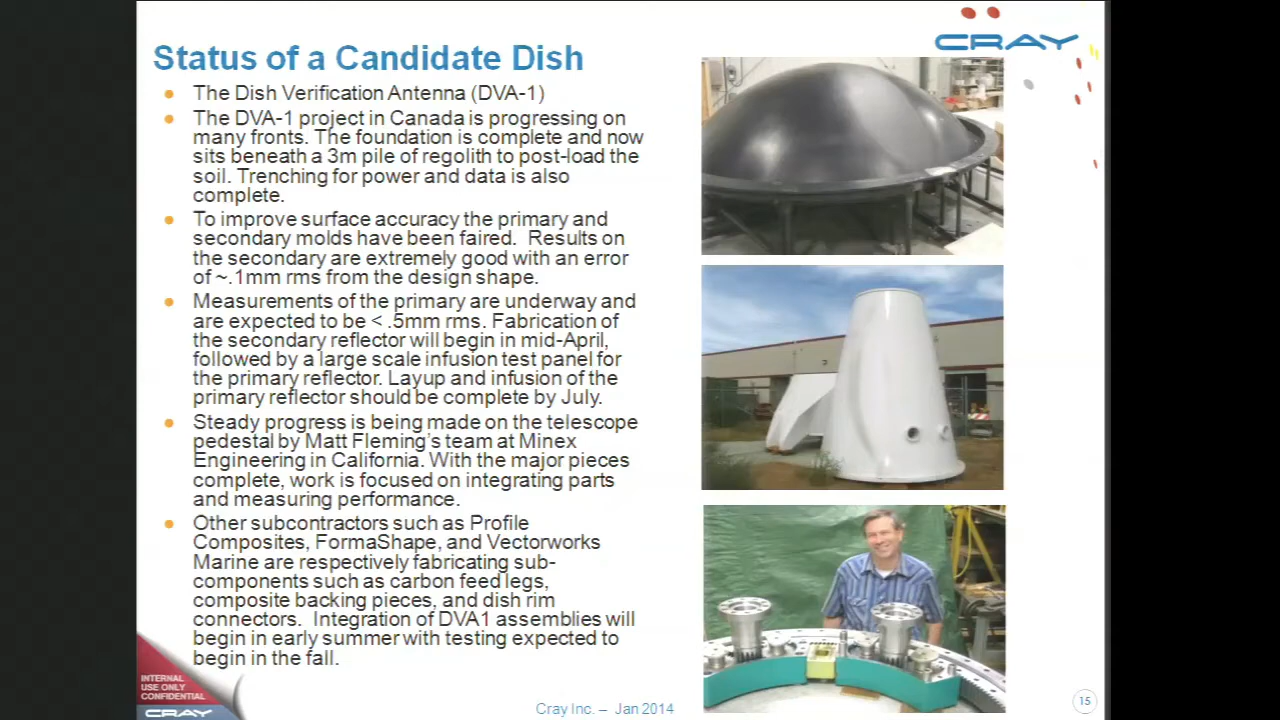 CRAY
Status of a Candidate Dish
The Dish Verification Antenna (DVA-1)
The DVA-1 project in Canada is progressing on
many fronts. The foundation is complete and now
sits beneath a 3m pile of regolith to post-load the
soil. Trenching for power and data is also
complete.
To improve surface accuracy the primary and
secondary molds have been faired.  Results on
the secondary are extremely good with an error
of ~.1mm rms from the design shape.
Measurements of the primary are underway and
are expected to be < .5mm rms. Fabrication of
the secondary reflector will begin in mid-April,
followed by a large scale infusion test panel for
the primary reflector. Layup and infusion of the
primary reflector should be complete by July.
Steady progress is being made on the telescope
pedestal by Matt Fleming's team at Minex
Engineering in California. With the major pieces
complete, work is focused on integrating parts
and measuring performance.
Other subcontractors such as Profile
Composites, FormaShape, and Vectorworks
Marine are respectively fabricating sub-
components such as carbon feed legs,
composite backing pieces, and dish rim
connectors.  Integration of DVA1 assemblies will
begin in early summer with testing expected to
begin in the fall.
INTERNAL
USE ONLY
CONFIDENTIAL
CRAY
Cray Inc. – Jan 2014
15